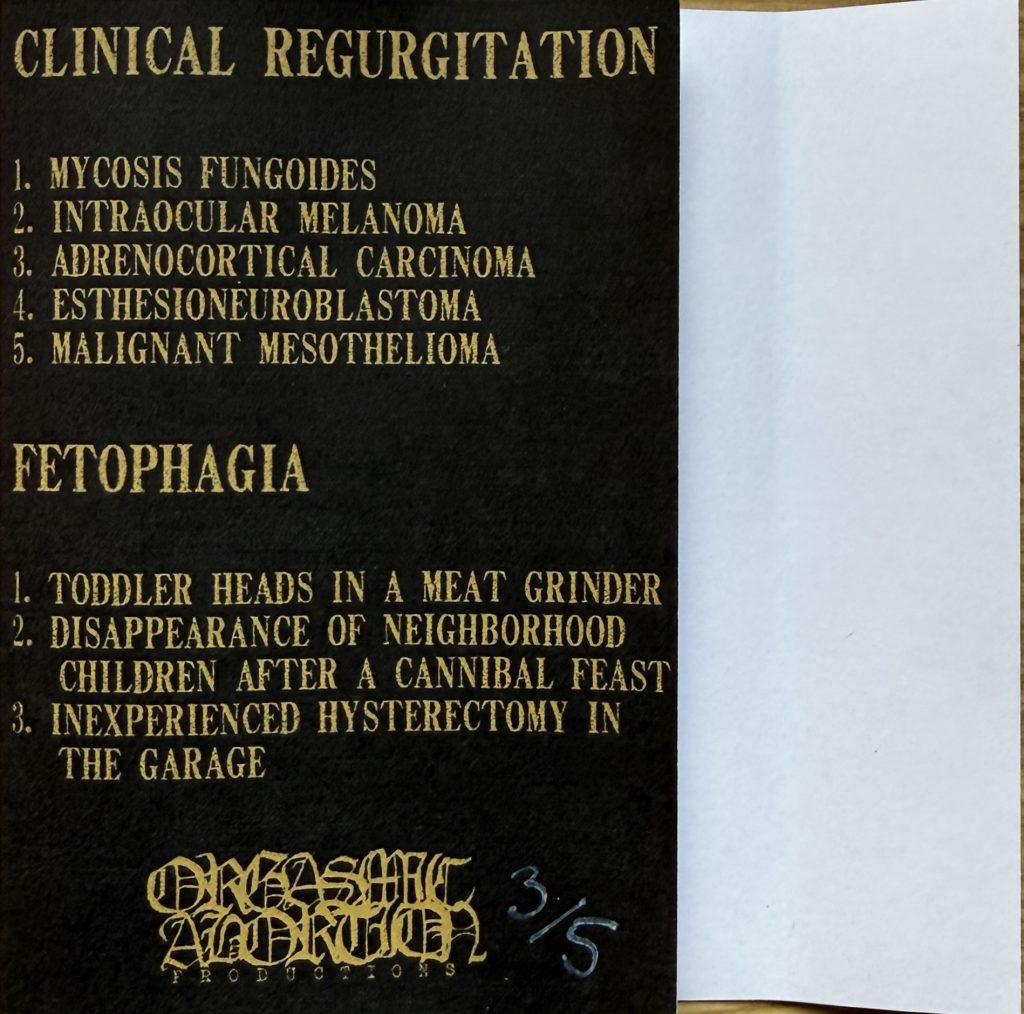 CLINICAL REGURGITATION
1. MYCOSIS FUNGOIDES
2. INTRAOCULAR MELANOMA
3. ADRENOCORTICAL CARCINOMA
4. ESTHESIONEUROBLASTOMA
5. MALIGNANT MESOTHELIOMA
FETOPHAGIA
1. TODDLER HEADS IN A MEAT GRINDER
2. DISAPPEARANCE OF NEIGHBORHOOD
CHILDREN AFTER A CANNIBAL FEAST
3. INEXPERIENCED HYSTERECTOMY IN
THE GARAGE
ORGASMIC
ABORTION
PRODUCTIONS
3/5